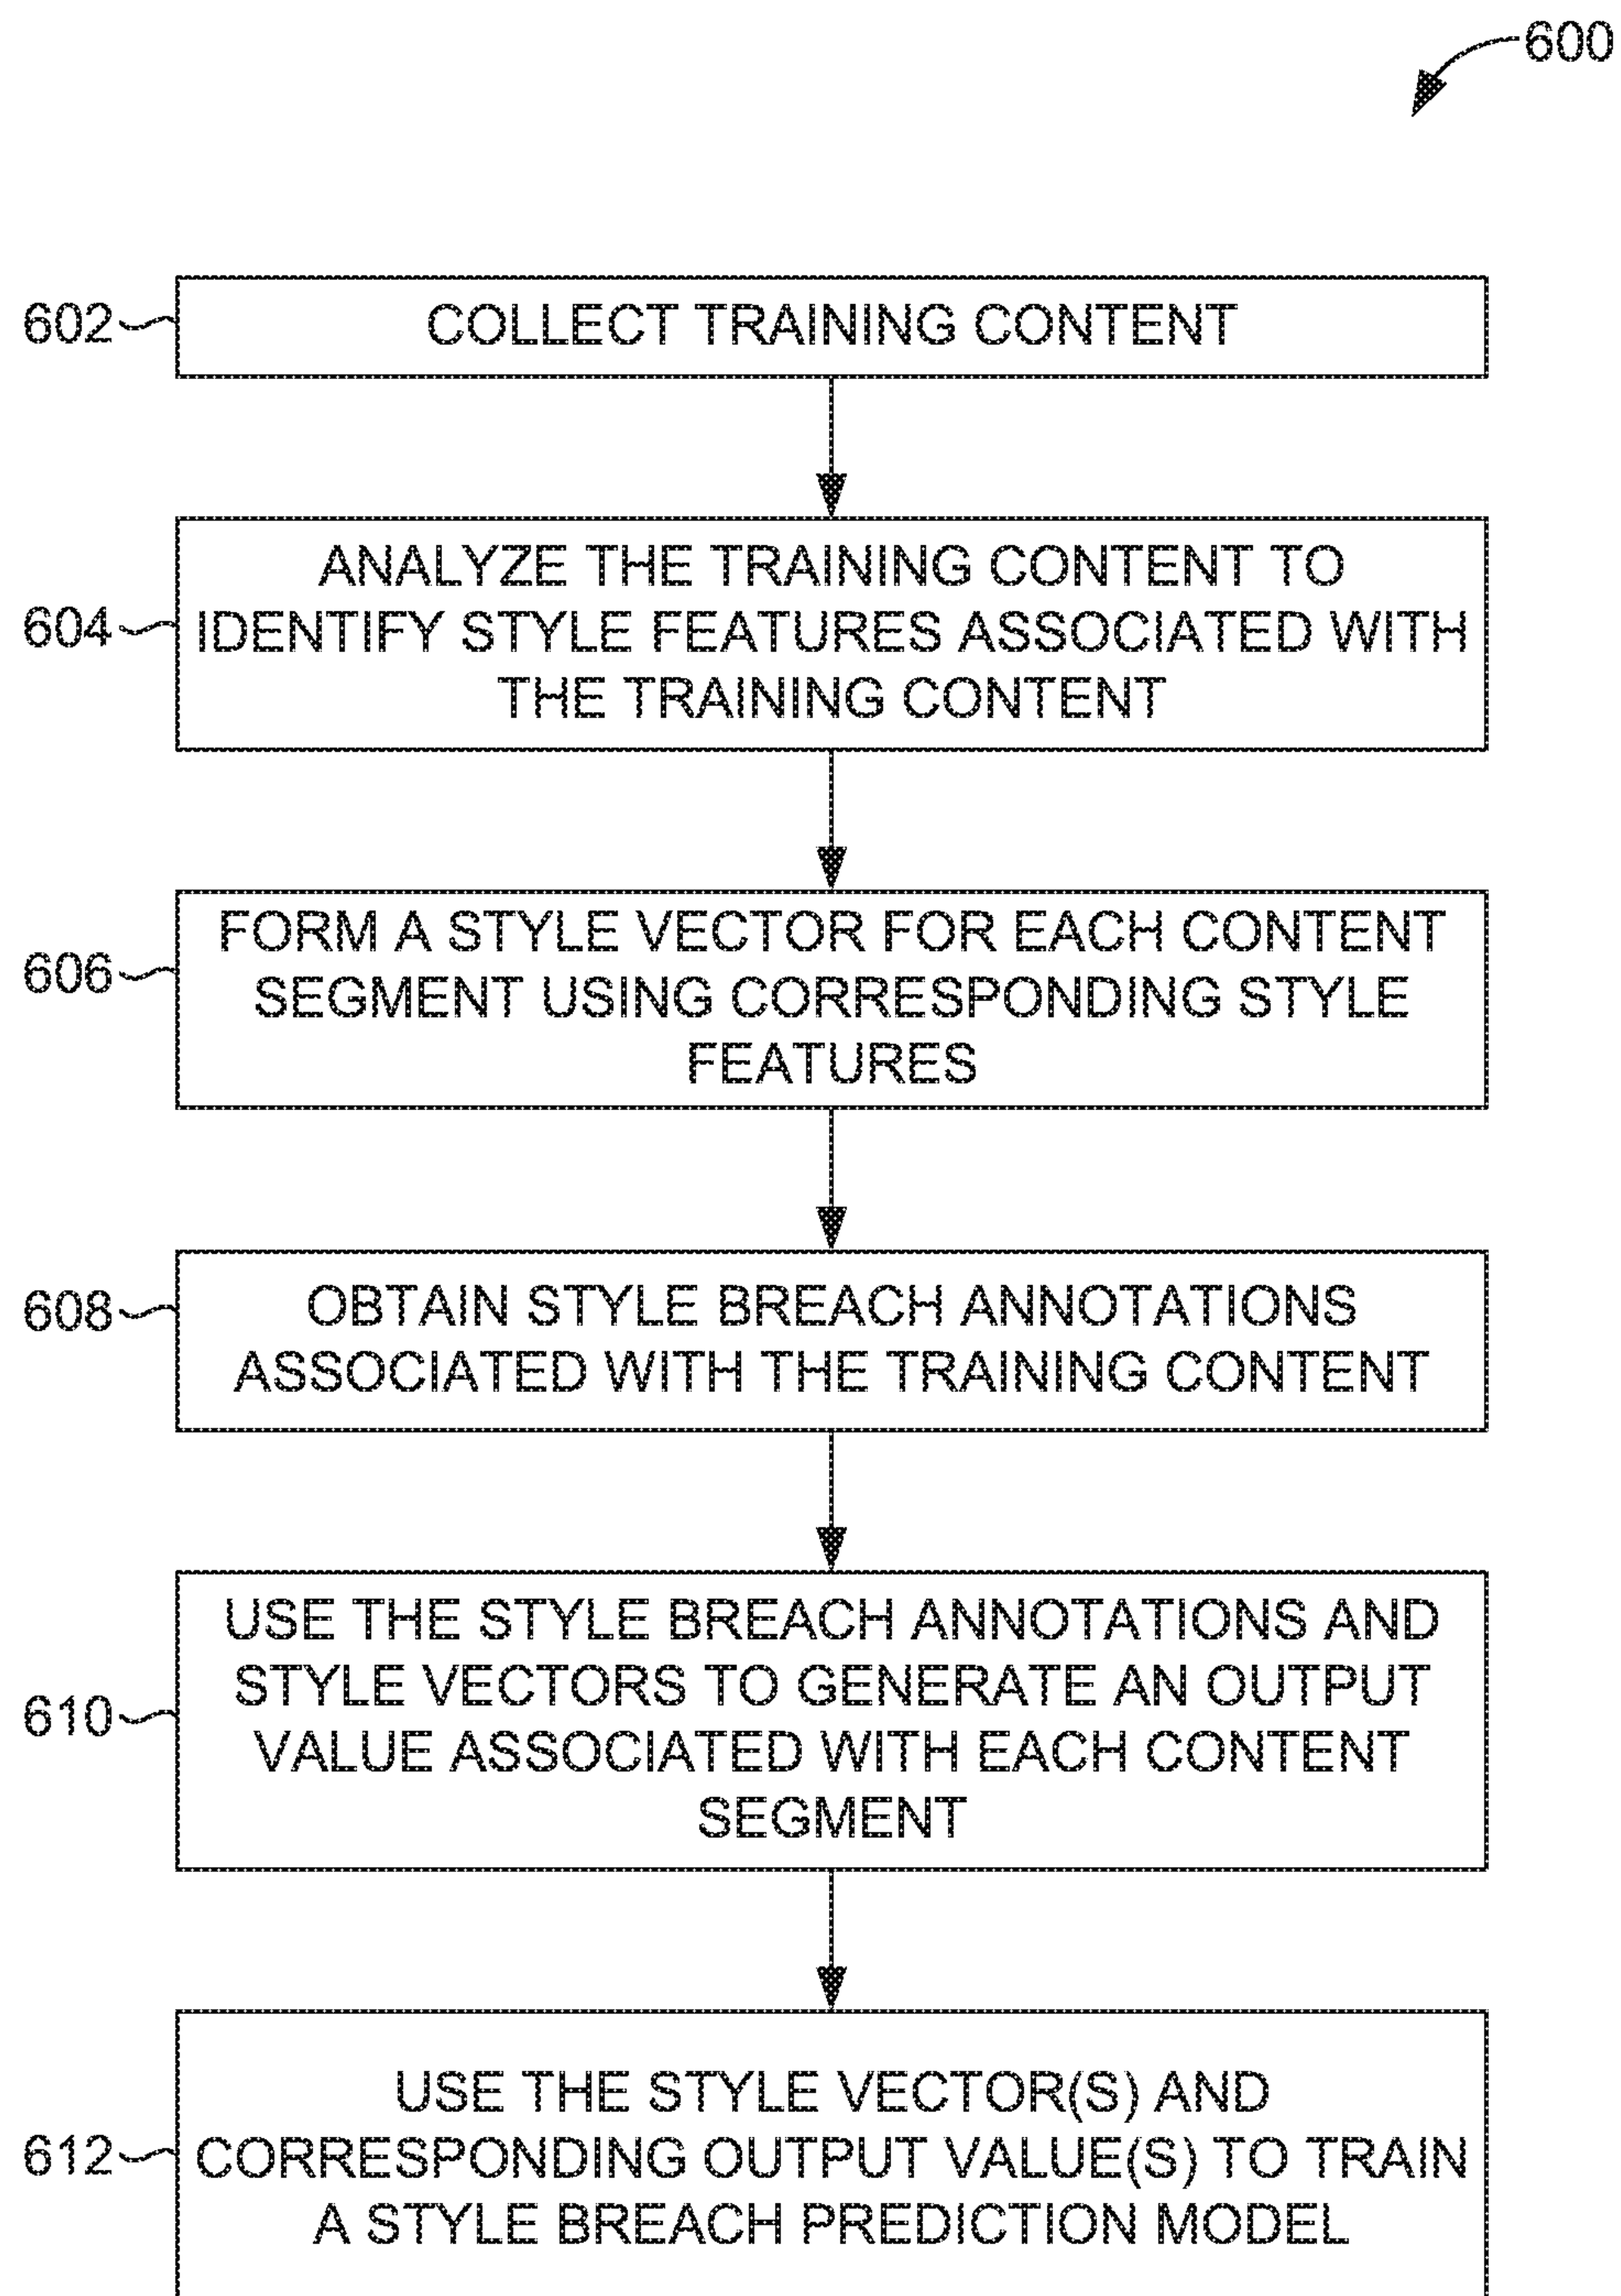 600
602
COLLECT TRAINING CONTENT
604
ANALYZE THE TRAINING CONTENT TO
IDENTIFY STYLE FEATURES ASSOCIATED WITH
THE TRAINING CONTENT
606
FORM A STYLE VECTOR FOR EACH CONTENT
SEGMENT USING CORRESPONDING STYLE
FEATURES
608
OBTAIN STYLE BREACH ANNOTATIONS
ASSOCIATED WITH THE TRAINING CONTENT
610
USE THE STYLE BREACH ANNOTATIONS AND
STYLE VECTORS TO GENERATE AN OUTPUT
VALUE ASSOCIATED WITH EACH CONTENT
SEGMENT
612
USE THE STYLE VECTOR(S) AND
CORRESPONDING OUTPUT VALUE(S) TO TRAIN
A STYLE BREACH PREDICTION MODEL